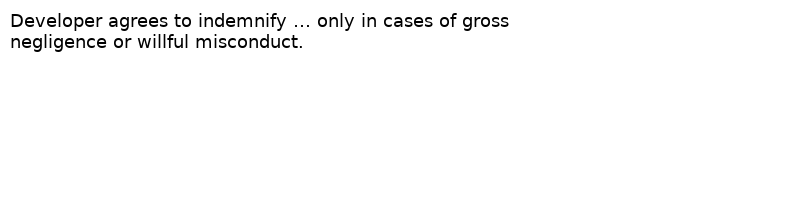 Developer agrees to indemnify … only in cases of gross
negligence or willful misconduct.